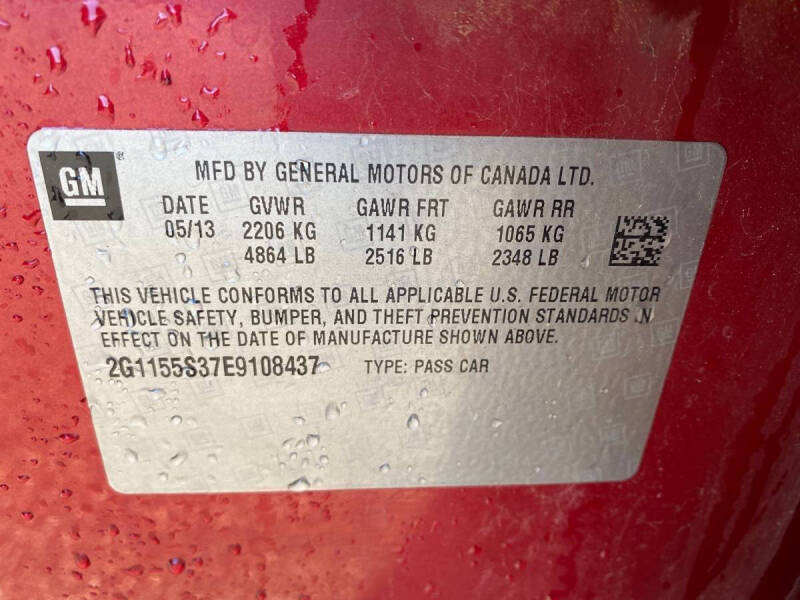 GM ®
MFD BY GENERAL MOTORS OF CANADA LTD.
DATE GVWR GAWR FRT GAWR RR
05/13 2206 KG 1141 KG 1065 KG
4864 LB 2516 LB 2348 LB
THIS VEHICLE CONFORMS TO ALL APPLICABLE U.S. FEDERAL MOTOR
VEHICLE SAFETY, BUMPER, AND THEFT PREVENTION STANDARDS IN
EFFECT ON THE DATE OF MANUFACTURE SHOWN ABOVE.
2G1155S37E9108437 TYPE: PASS CAR